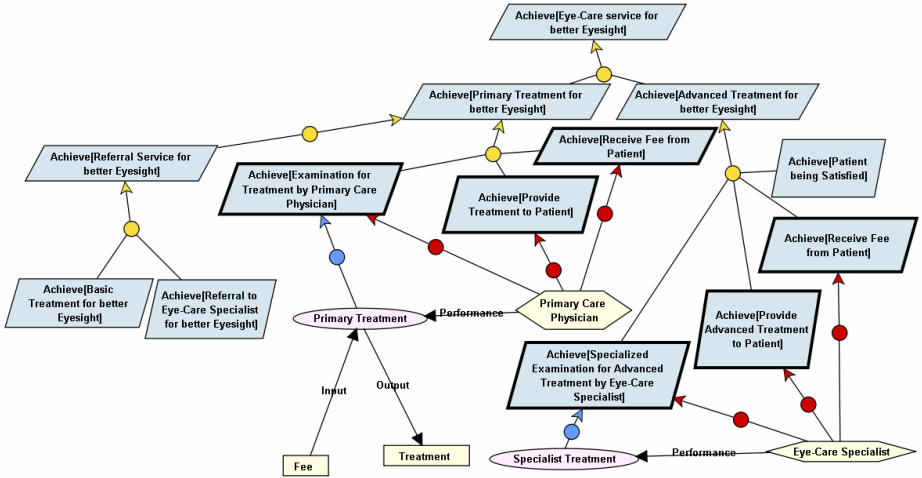 Achieve[Eye-Care service for
better Eyesight]
Achieve[Primary Treatment for
better Eyesight]
Achieve[Advanced Treatment for
better Eyesight]
Achieve[Referral Service for
better Eyesight]
Achieve[Examination for
Treatment by Primary Care
Physician]
Achieve[Receive Fee from
Patient]
Achieve[Patient
being Satisfied]
Achieve[Provide
Treatment to Patient]
Achieve[Receive Fee
from Patient]
Achieve[Basic
Treatment for better
Eyesight]
Achieve[Referral to
Eye-Care Specialist
for better Eyesight]
Primary Treatment
Performance
Primary Care
Physician
Achieve[Provide
Advanced Treatment
to Patient]
Achieve[Specialized
Examination for Advanced
Treatment by Eye-Care
Specialist]
Input
Output
Fee
Treatment
Specialist Treatment
Performance
Eye-Care Specialist